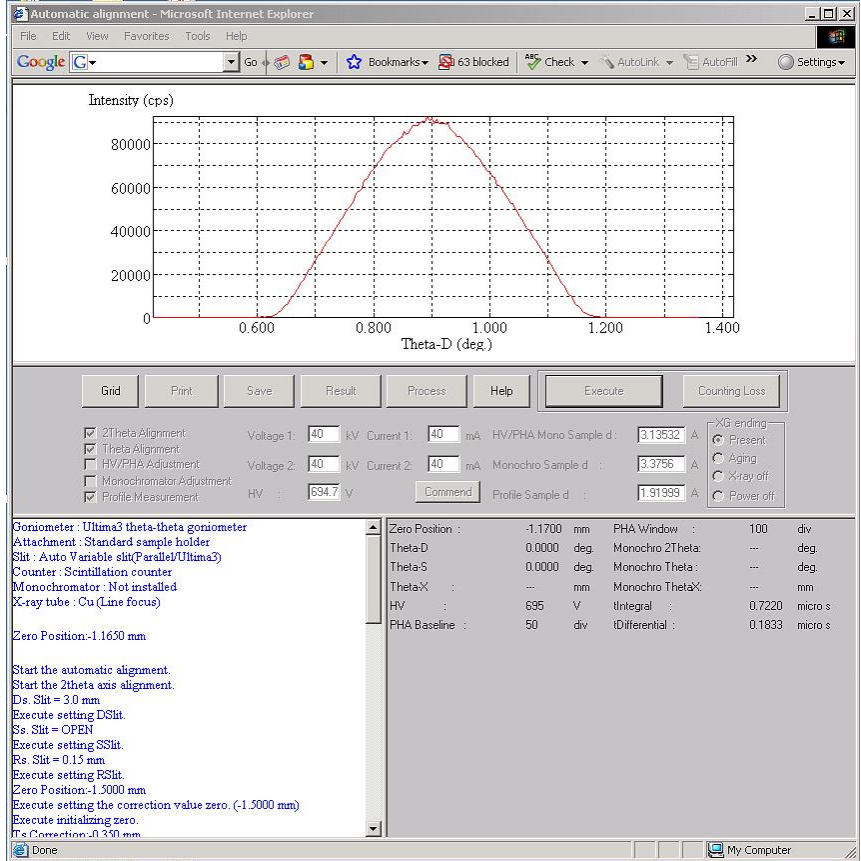 Automatic alignment - Microsoft Internet Explorer
File Edit View Favorites Tools Help
Google G Go Bookmarks 63 blocked ABC Check AutoLink AutoFill » Settings
Intensity (cps)
80000
60000
40000
20000
0
0.600 0.800 1.000 1.200 1.400
Theta-D (deg.)
Grid Print Save Result Process Help Execute Counting Loss
2Theta Alignment
Theta Alignment
HV/PHA Adjustment
Monochromator Adjustment
Profile Measurement
Voltage 1: 40 kV Current 1: 40 mA HV/PHA Mono Sample d : 3.13532 A
Voltage 2: 40 kV Current 2: 40 mA Monochro Sample d : 3.3756 A
HV : 694.7 V Commend Profile Sample d : 1.91999 A
XG ending
Present
Aging
X-ray off
Power off
Goniometer : Ultima3 theta-theta goniometer
Attachment : Standard sample holder
Slit : Auto Variable slit(Parallel/Ultima3)
Counter : Scintillation counter
Monochromator : Not installed
X-ray tube : Cu (Line focus)
Zero Position:-1.1650 mm
Start the automatic alignment.
Start the 2theta axis alignment.
Ds. Slit = 3.0 mm
Execute setting DSlit.
Ss. Slit = OPEN
Execute setting SSlit.
Rs. Slit = 0.15 mm
Execute setting RSlit.
Zero Position:-1.5000 mm
Execute setting the correction value zero. (-1.5000 mm)
Execute initializing zero.
Ts Correction:-0.350 mm
Zero Position : -1.1700 mm PHA Window : 100 div
Theta-D 0.0000 deg. Monochro 2Theta: --- deg.
Theta-S 0.0000 deg. Monochro Theta : --- deg.
Theta-X : --- mm Monochro ThetaX: --- mm
HV : 695 V tIntegral : 0.7220 micro s
PHA Baseline : 50 div tDifferential : 0.1833 micro s
Done My Computer